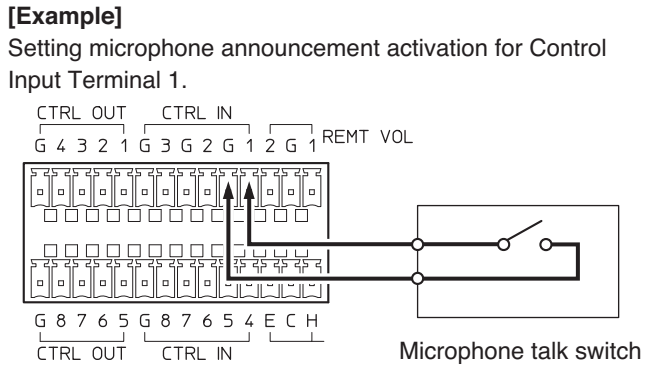 [Example]
Setting microphone announcement activation for Control
Input Terminal 1.
CTRL OUT CTRL IN
G 4 3 2 1 G 3 G 2 G 1 2 G 1 REMT VOL
G 8 7 6 5 G 8 7 6 5 4 E C H
CTRL OUT CTRL IN
Microphone talk switch